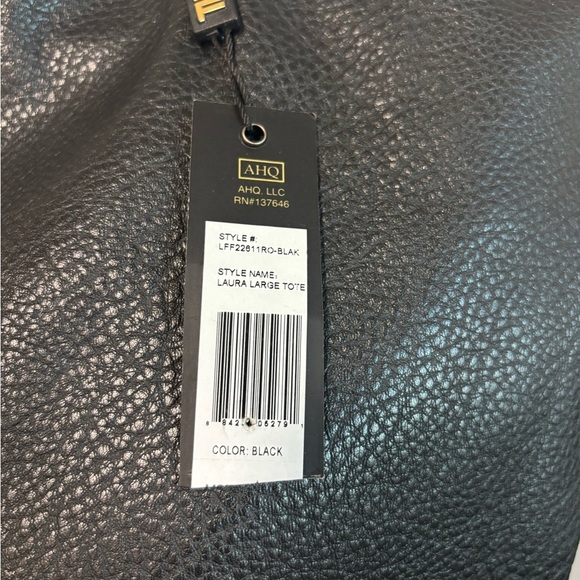 F
AHQ
AHQ, LLC
RN#137646
STYLE #:
LFF22611RO-BLAK
STYLE NAME:
LAURA LARGE TOTE
COLOR: BLACK